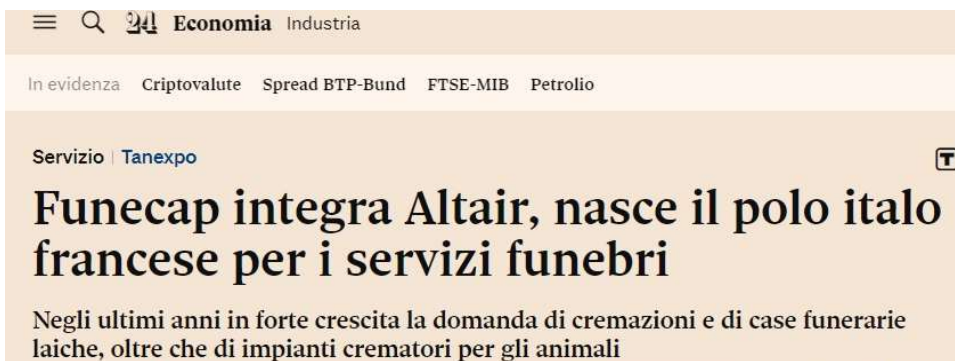 24 Economia Industria
In evidenza Criptovalute Spread BTP-Bund FTSE-MIB Petrolio
Servizio | Tanexpo
T
Funecap integra Altair, nasce il polo italo
francese per i servizi funebri
Negli ultimi anni in forte crescita la domanda di cremazioni e di case funerarie
laiche, oltre che di impianti crematori per gli animali